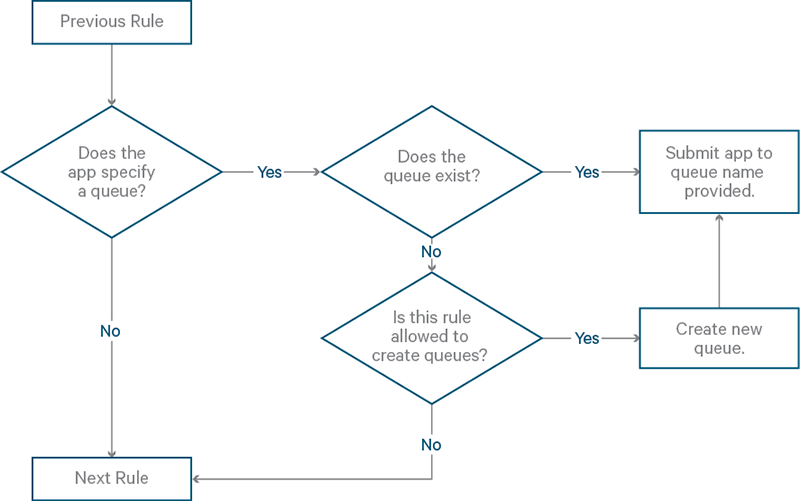 Previous Rule
Does the
app specify
a queue?
Yes
Does the
queue exist?
Yes
Submit app to
queue name
provided.
No
No
Is this rule
allowed to
create queues?
Yes
Create new
queue.
No
Next Rule